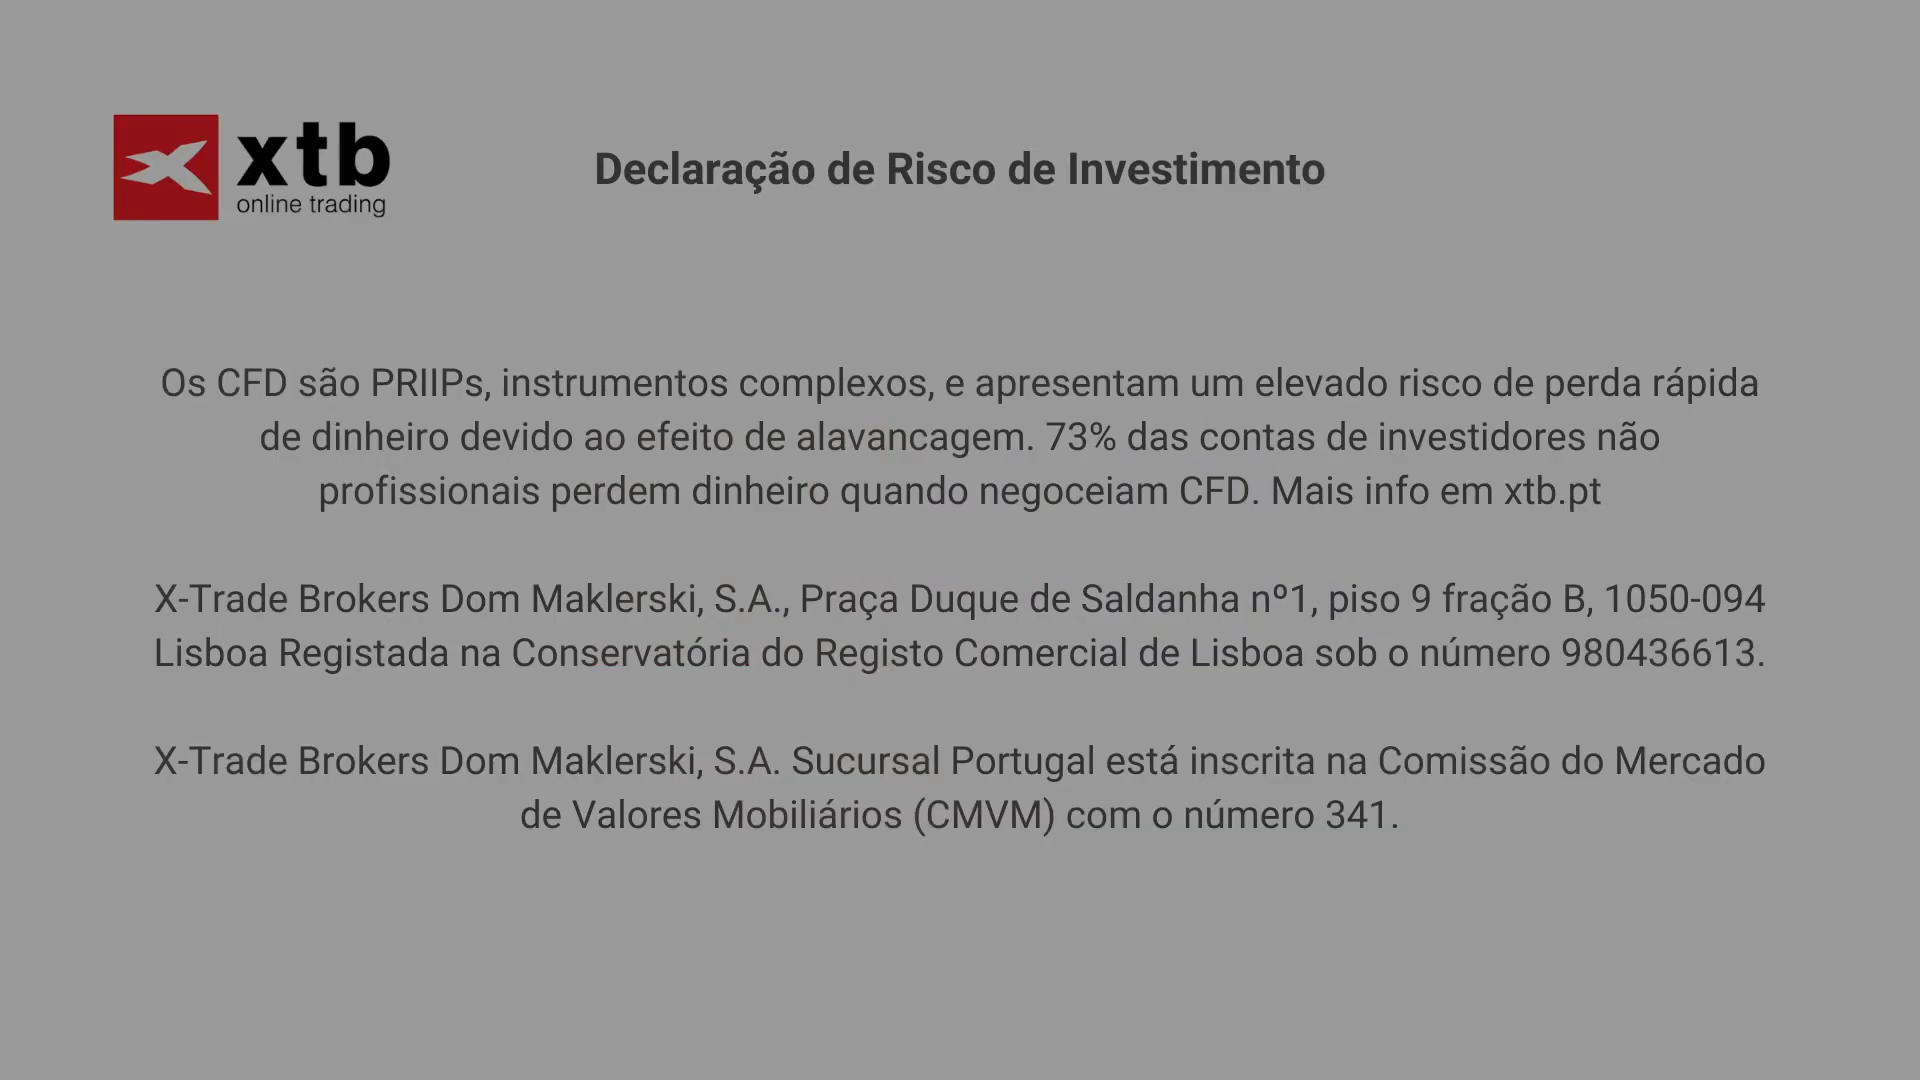 xtb
online trading
Declaração de Risco de Investimento
Os CFD são PRIIPs, instrumentos complexos, e apresentam um elevado risco de perda rápida
de dinheiro devido ao efeito de alavancagem. 73% das contas de investidores não
profissionais perdem dinheiro quando negoceiam CFD. Mais info em xtb.pt
X-Trade Brokers Dom Maklerski, S.A., Praça Duque de Saldanha nº1, piso 9 fração B, 1050-094
Lisboa Registada na Conservatória do Registo Comercial de Lisboa sob o número 980436613.
X-Trade Brokers Dom Maklerski, S.A. Sucursal Portugal está inscrita na Comissão do Mercado
de Valores Mobiliários (CMVM) com o número 341.